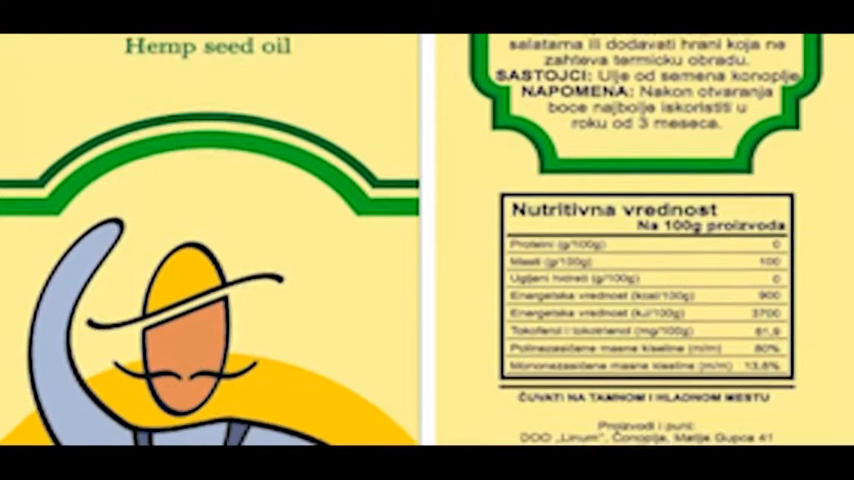 Hemp seed oil
salatama ili dodavati hrani koja ne
zahteva termicku obradu.
SASTOJCI: Ulje od semena konoplje
NAPOMENA: Nakon otvaranja
boce najbolje iskoristiti u
roku od 3 meseca.
Nutritivna vrednost
Na 100g proizvoda
Proteini (g/100g) 0
Masti (g/100g) 100
Ugljeni hidrati (g/100g) 0
Energetska vrednost (kcal/100g) 900
Energetska vrednost (kJ/100g) 3700
Tokoferol i tokotrienol (mg/100g) 61,9
Polinezasićene masne kiseline (m/m) 80%
Mononezasićene masne kiseline (m/m) 13,8%
ČUVATI NA TAMNOM I HLADNOM MESTU
Proizvodi i puni:
DOO „Linum", Čonoplja, Matije Gupca 41